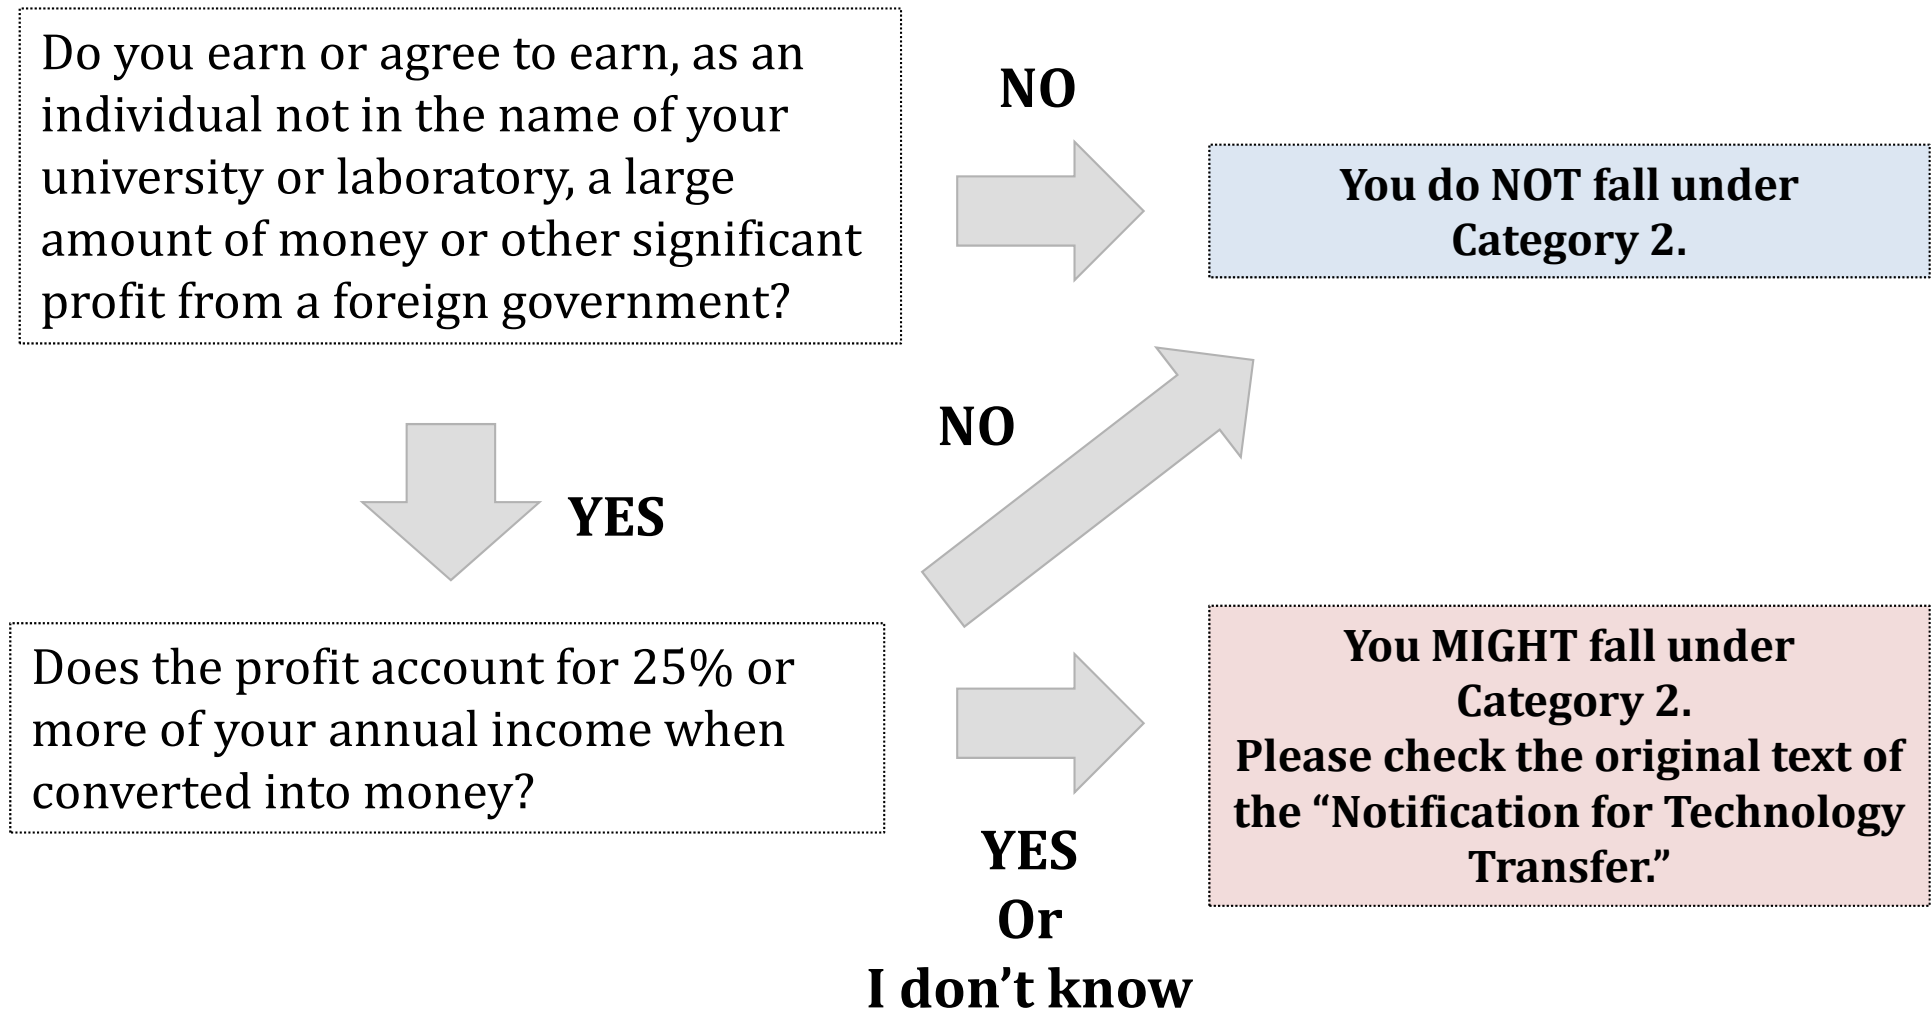 Do you earn or agree to earn, as an
individual not in the name of your
university or laboratory, a large
amount of money or other significant
profit from a foreign government?
NO
You do NOT fall under
Category 2.
YES
NO
Does the profit account for 25% or
more of your annual income when
converted into money?
YES
Or
I don’t know
You MIGHT fall under
Category 2.
Please check the original text of
the “Notification for Technology
Transfer.”